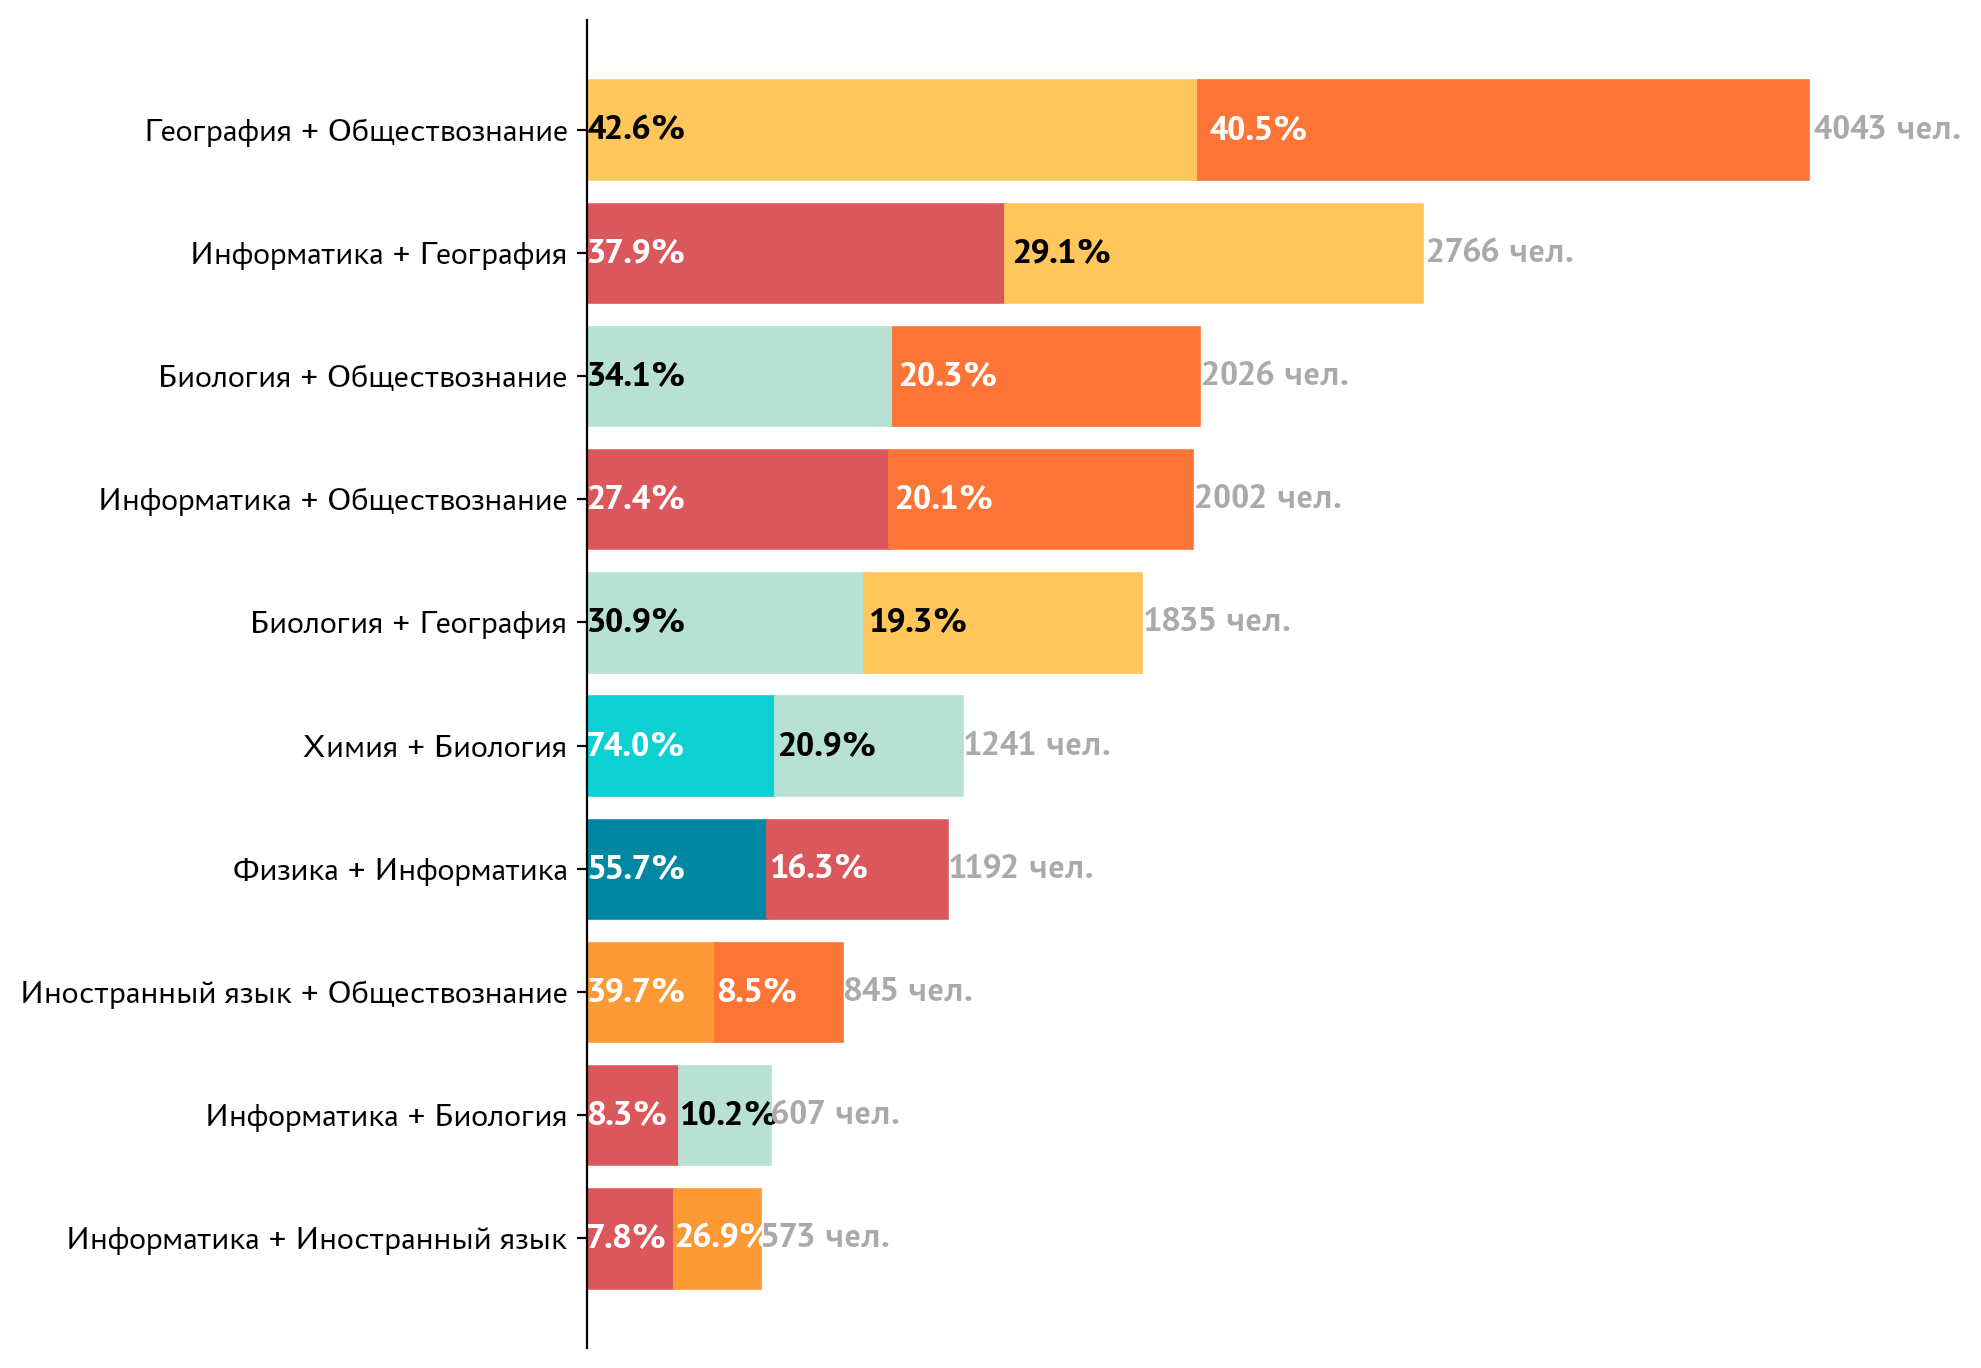 География + Обществознание 42.6% 40.5% 4043 чел.
Информатика + География 37.9% 29.1% 2766 чел.
Биология + Обществознание 34.1% 20.3% 2026 чел.
Информатика + Обществознание 27.4% 20.1% 2002 чел.
Биология + География 30.9% 19.3% 1835 чел.
Химия + Биология 74.0% 20.9% 1241 чел.
Физика + Информатика 55.7% 16.3% 1192 чел.
Иностранный язык + Обществознание 39.7% 8.5% 845 чел.
Информатика + Биология 8.3% 10.2% 607 чел.
Информатика + Иностранный язык 7.8% 26.9% 573 чел.